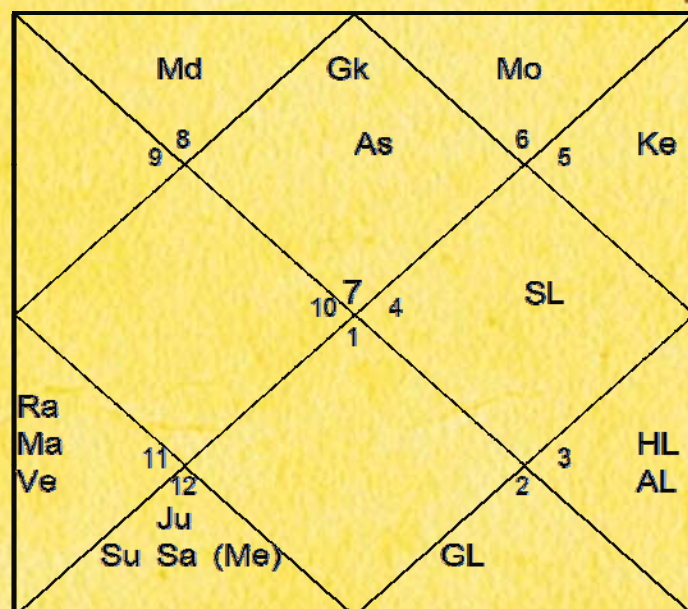 Md Gk Mo
As Ke
8 6
9 5
SL
7
10 4
1
Ra
Ma HL
Ve AL
11 3
12 2
Ju
Su Sa (Me) GL